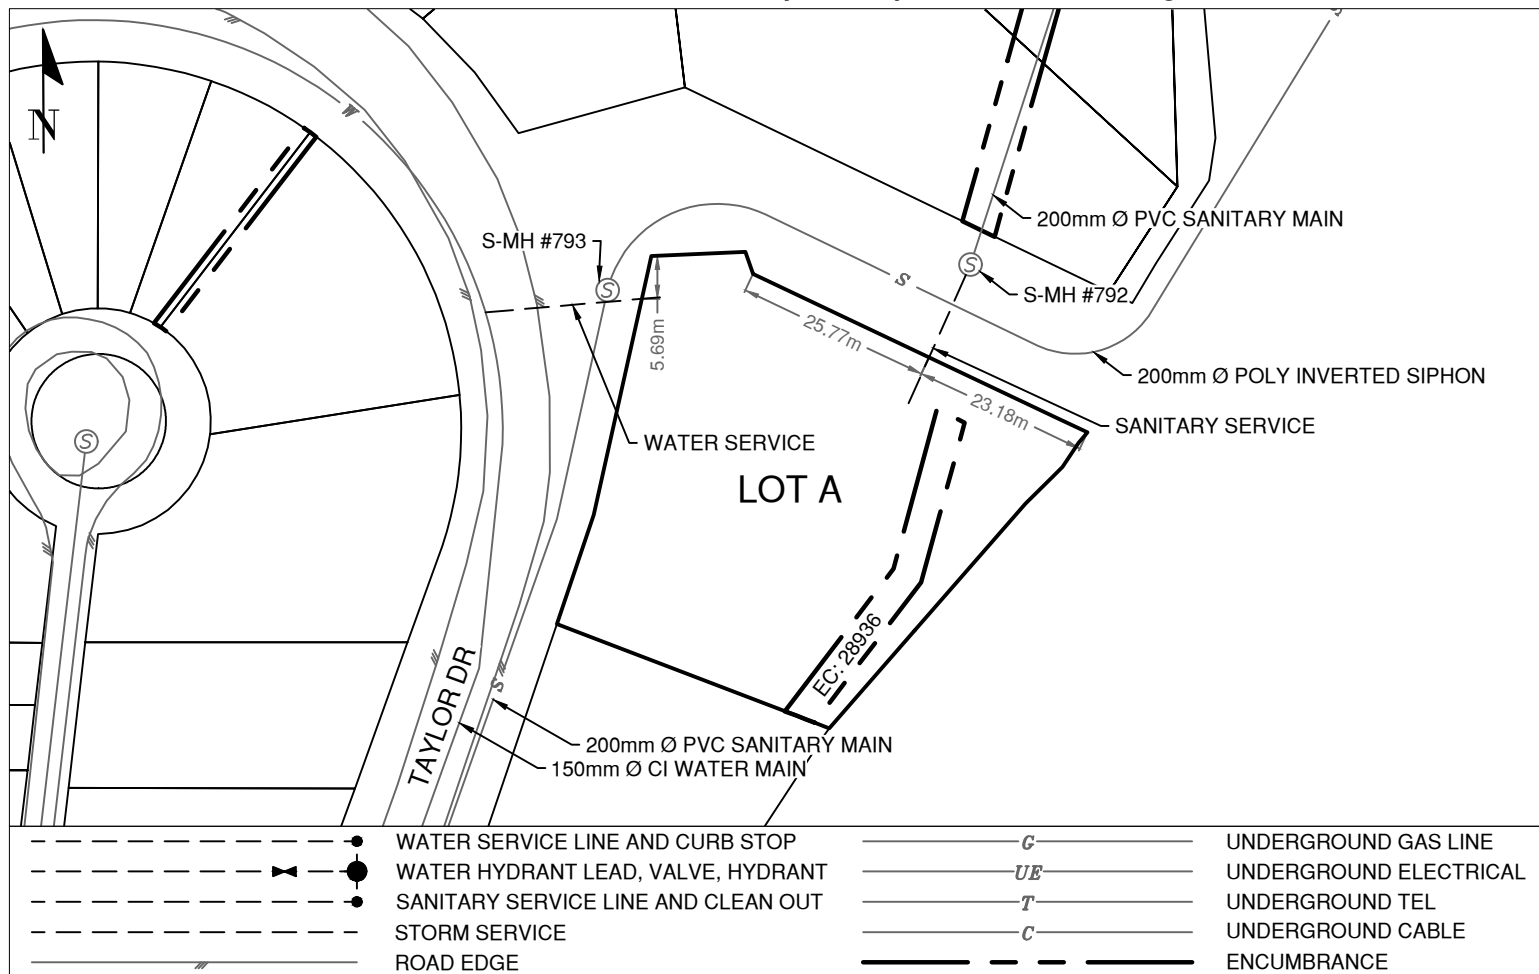 N
W
S-MH #793
S
200mm Ø PVC SANITARY MAIN
S
S
S-MH #792
25.77m
5.69m
200mm Ø POLY INVERTED SIPHON
23.18m
SANITARY SERVICE
WATER SERVICE
S
LOT A
EC: 28936
TAYLOR DR
S
200mm Ø PVC SANITARY MAIN
150mm Ø CI WATER MAIN
WATER SERVICE LINE AND CURB STOP
WATER HYDRANT LEAD, VALVE, HYDRANT
SANITARY SERVICE LINE AND CLEAN OUT
STORM SERVICE
ROAD EDGE
G UNDERGROUND GAS LINE
UE UNDERGROUND ELECTRICAL
T UNDERGROUND TEL
C UNDERGROUND CABLE
ENCUMBRANCE